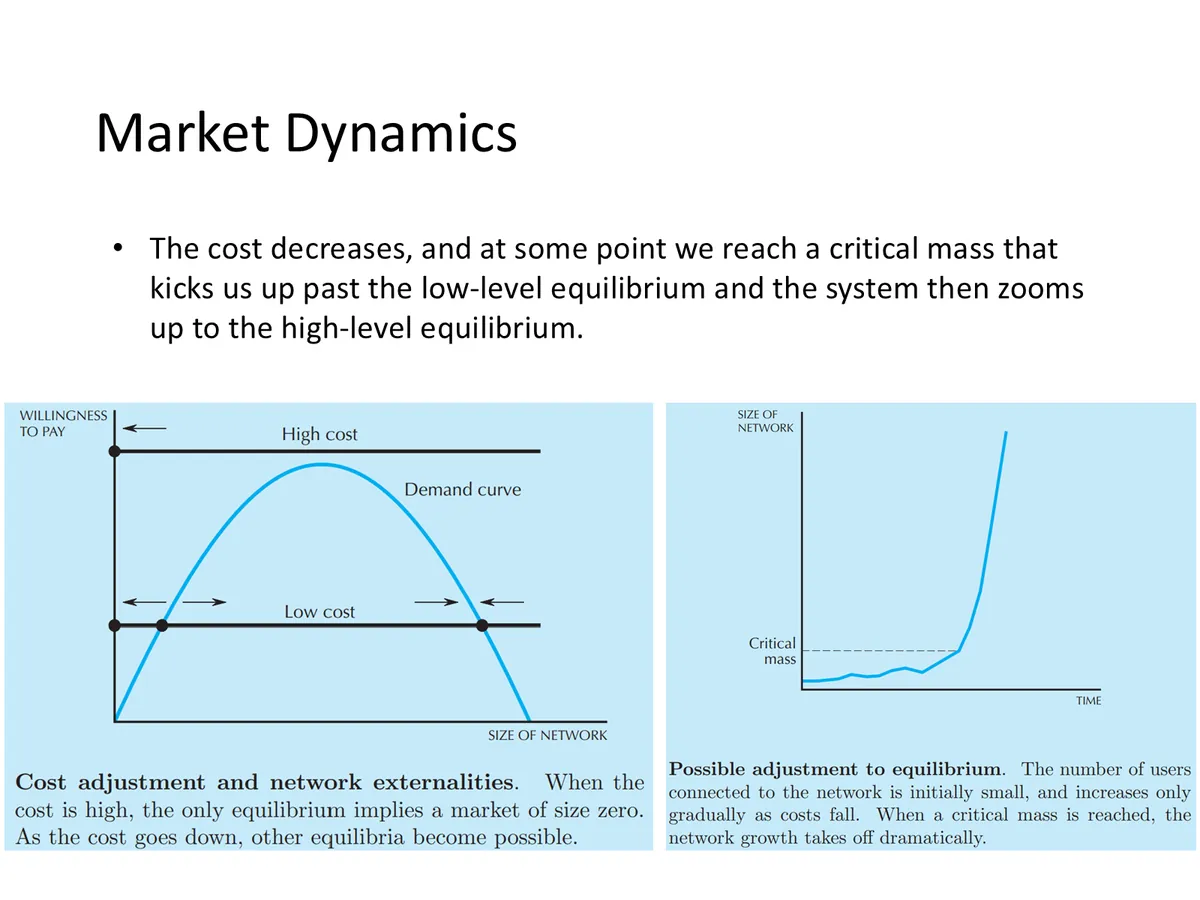 Market Dynamics
• The cost decreases, and at some point we reach a critical mass that
kicks us up past the low-level equilibrium and the system then zooms
up to the high-level equilibrium.
WILLINGNESS
TO PAY
High cost
Demand curve
Low cost
SIZE OF NETWORK
Cost adjustment and network externalities. When the
cost is high, the only equilibrium implies a market of size zero.
As the cost goes down, other equilibria become possible.
SIZE OF
NETWORK
Critical
mass
TIME
Possible adjustment to equilibrium. The number of users
connected to the network is initially small, and increases only
gradually as costs fall. When a critical mass is reached, the
network growth takes off dramatically.